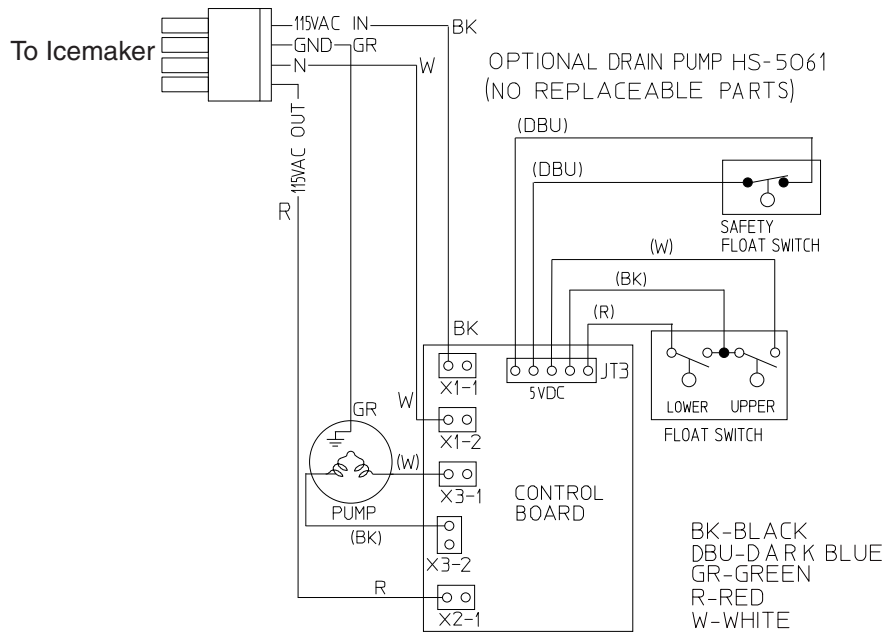 115VAC IN
BK
To Icemaker
GND
GR
N
W
OPTIONAL DRAIN PUMP HS-5061
(NO REPLACEABLE PARTS)
115VAC OUT
R
(DBU)
(DBU)
SAFETY
FLOAT SWITCH
(W)
(BK)
(R)
BK
JT3
5VDC
X1-1
LOWER UPPER
FLOAT SWITCH
W
GR
X1-2
(W)
X3-1
PUMP
CONTROL
BOARD
(BK)
X3-2
R
X2-1
BK-BLACK
DBU-DARK BLUE
GR-GREEN
R-RED
W-WHITE